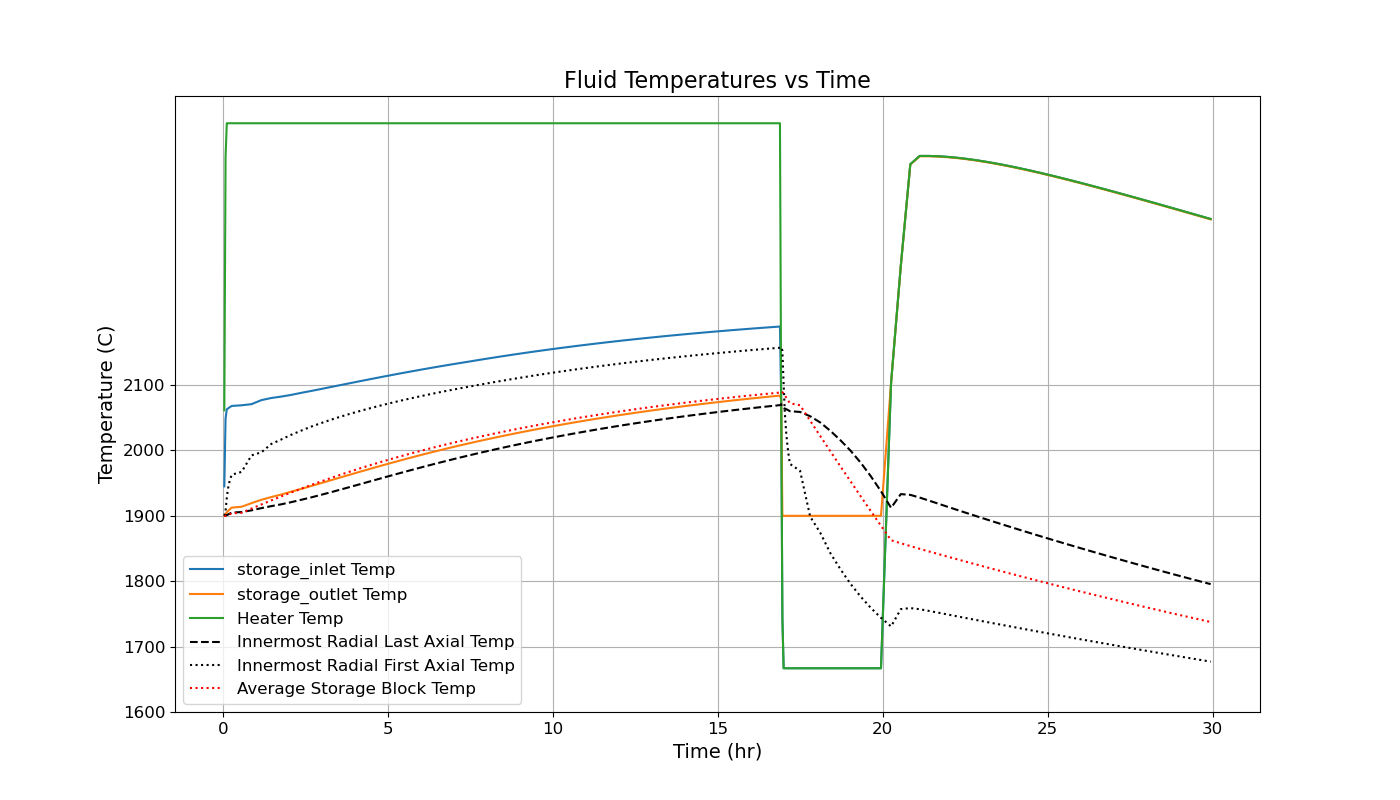 Fluid Temperatures vs Time
Temperature (C)
2100
2000
1900
1800
1700
1600
storage_inlet Temp
storage_outlet Temp
Heater Temp
Innermost Radial Last Axial Temp
Innermost Radial First Axial Temp
Average Storage Block Temp
0 5 10 15 20 25 30
Time (hr)